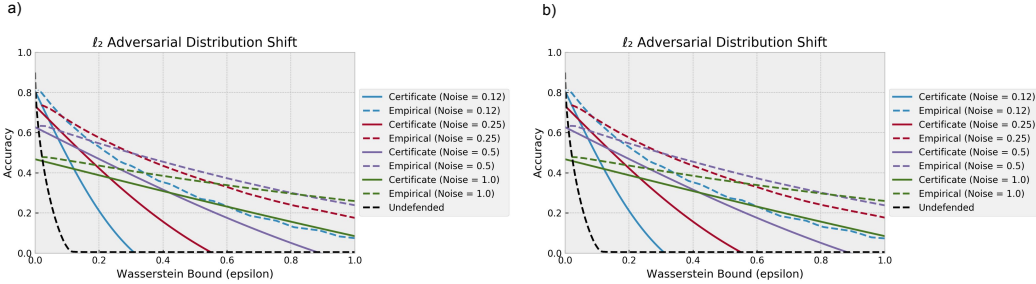 a)
ℓ₂ Adversarial Distribution Shift
1.0
0.8
0.6
0.4
0.2
0.0
Accuracy
0.0 0.2 0.4 0.6 0.8 1.0
Wasserstein Bound (epsilon)
Certificate (Noise = 0.12)
Empirical (Noise = 0.12)
Certificate (Noise = 0.25)
Empirical (Noise = 0.25)
Certificate (Noise = 0.5)
Empirical (Noise = 0.5)
Certificate (Noise = 1.0)
Empirical (Noise = 1.0)
Undefended
b)
ℓ₂ Adversarial Distribution Shift
1.0
0.8
0.6
0.4
0.2
0.0
Accuracy
0.0 0.2 0.4 0.6 0.8 1.0
Wasserstein Bound (epsilon)
Certificate (Noise = 0.12)
Empirical (Noise = 0.12)
Certificate (Noise = 0.25)
Empirical (Noise = 0.25)
Certificate (Noise = 0.5)
Empirical (Noise = 0.5)
Certificate (Noise = 1.0)
Empirical (Noise = 1.0)
Undefended